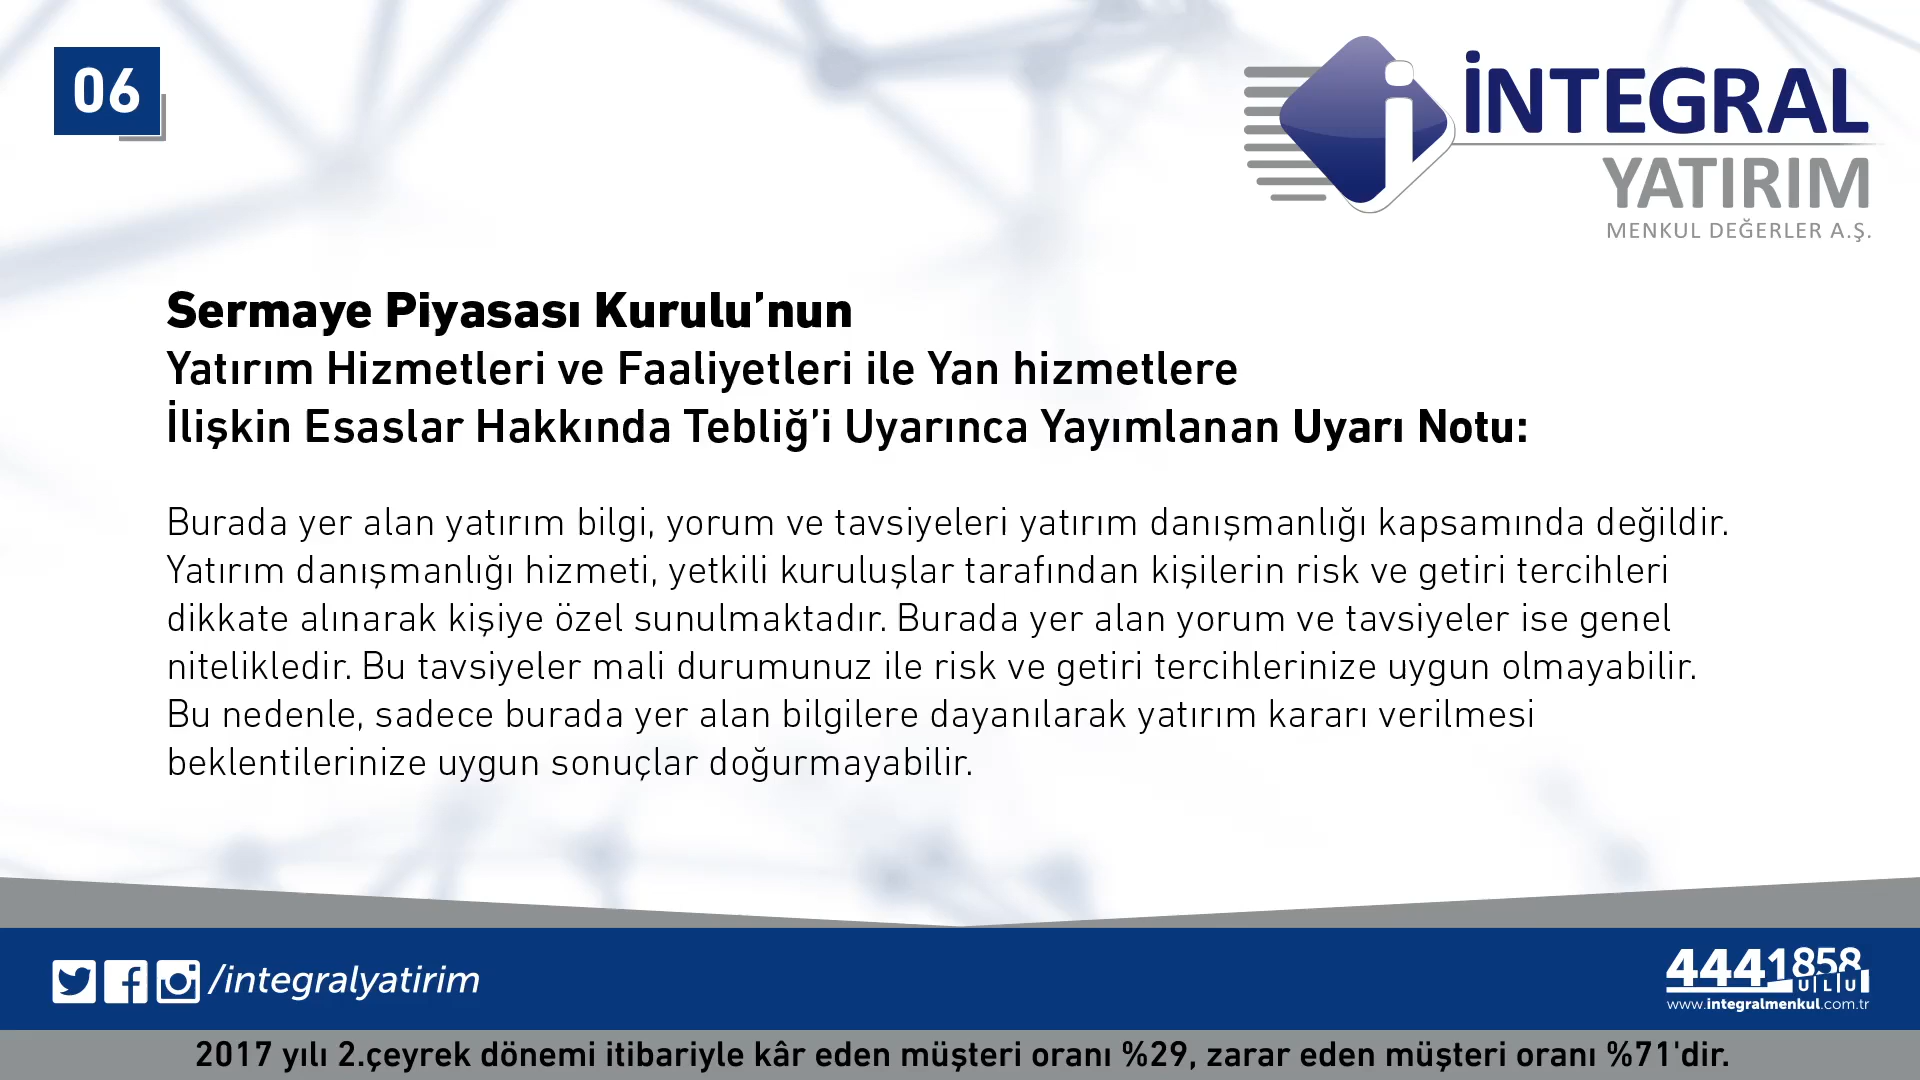 06
İNTEGRAL
YATIRIM
MENKUL DEĞERLER A.Ş.
Sermaye Piyasası Kurulu’nun
Yatırım Hizmetleri ve Faaliyetleri ile Yan hizmetlere
İlişkin Esaslar Hakkında Tebliğ’i Uyarınca Yayımlanan Uyarı Notu:
Burada yer alan yatırım bilgi, yorum ve tavsiyeleri yatırım danışmanlığı kapsamında değildir.
Yatırım danışmanlığı hizmeti, yetkili kuruluşlar tarafından kişilerin risk ve getiri tercihleri
dikkate alınarak kişiye özel sunulmaktadır. Burada yer alan yorum ve tavsiyeler ise genel
nitelikledir. Bu tavsiyeler mali durumunuz ile risk ve getiri tercihlerinize uygun olmayabilir.
Bu nedenle, sadece burada yer alan bilgilere dayanılarak yatırım kararı verilmesi
beklentilerinize uygun sonuçlar doğurmayabilir.
/integralyatirim
444 1858
U|L|U
www.integralmenkul.com.tr
2017 yılı 2.çeyrek dönemi itibariyle kâr eden müşteri oranı %29, zarar eden müşteri oranı %71'dir.